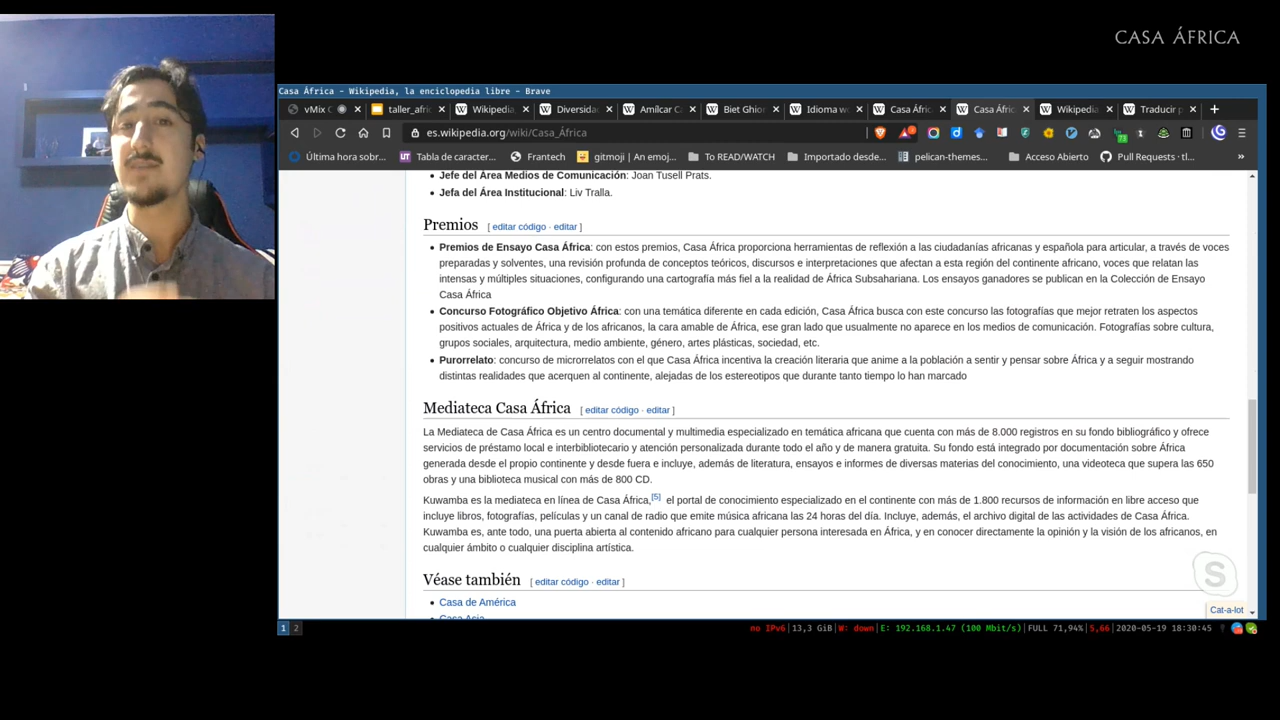 CASA ÁFRICA
Casa África - Wikipedia, la enciclopedia libre - Brave
vMix C
taller_afric
Wikipedia,
Diversidad
Amílcar Ca
Biet Ghior
Idioma wo
Casa Áfric
Casa Áfric
Wikipedia
Traducir p
es.wikipedia.org/wiki/Casa_África
Última hora sobr...
Tabla de caracter...
Frantech
gitmoji | An emoj...
To READ/WATCH
Importado desde...
pelican-themes...
Acceso Abierto
Pull Requests · tl...
»
Jefe del Área Medios de Comunicación: Joan Tusell Prats.
Jefa del Área Institucional: Liv Tralla.
Premios [ editar código · editar ]
Premios de Ensayo Casa África: con estos premios, Casa África proporciona herramientas de reflexión a las ciudadanías africanas y española para articular, a través de voces
preparadas y solventes, una revisión profunda de conceptos teóricos, discursos e interpretaciones que afectan a esta región del continente africano, voces que relatan las
intensas y múltiples situaciones, configurando una cartografía más fiel a la realidad de África Subsahariana. Los ensayos ganadores se publican en la Colección de Ensayo
Casa África
Concurso Fotográfico Objetivo África: con una temática diferente en cada edición, Casa África busca con este concurso las fotografías que mejor retraten los aspectos
positivos actuales de África y de los africanos, la cara amable de África, ese gran lado que usualmente no aparece en los medios de comunicación. Fotografías sobre cultura,
grupos sociales, arquitectura, medio ambiente, género, artes plásticas, sociedad, etc.
Purorrelato: concurso de microrrelatos con el que Casa África incentiva la creación literaria que anime a la población a sentir y pensar sobre África y a seguir mostrando
distintas realidades que acerquen al continente, alejadas de los estereotipos que durante tanto tiempo lo han marcado
Mediateca Casa África [ editar código · editar ]
La Mediateca de Casa África es un centro documental y multimedia especializado en temática africana que cuenta con más de 8.000 registros en su fondo bibliográfico y ofrece
servicios de préstamo local e interbibliotecario y atención personalizada durante todo el año y de manera gratuita. Su fondo está integrado por documentación sobre África
generada desde el propio continente y desde fuera e incluye, además de literatura, ensayos e informes de diversas materias del conocimiento, una videoteca que supera las 650
obras y una biblioteca musical con más de 800 CD.
Kuwamba es la mediateca en línea de Casa África,[5] el portal de conocimiento especializado en el continente con más de 1.800 recursos de información en libre acceso que
incluye libros, fotografías, películas y un canal de radio que emite música africana las 24 horas del día. Incluye, además, el archivo digital de las actividades de Casa África.
Kuwamba es, ante todo, una puerta abierta al contenido africano para cualquier persona interesada en África, y en conocer directamente la opinión y la visión de los africanos, en
cualquier ámbito o cualquier disciplina artística.
Véase también [ editar código · editar ]
Casa de América
Casa Asia
Cat-a-lot
1 2
no IPv6|13,3 GiB|W: down|E: 192.168.1.47 (100 Mbit/s)|FULL 71,94%|5,66|2020-05-19 18:30:45